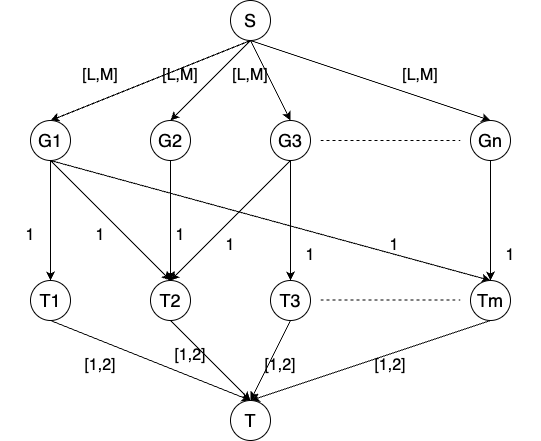 S
[L,M] [L,M] [L,M] [L,M]
G1 G2 G3 Gn
1 1 1 1 1 1 1
T1 T2 T3 Tm
[1,2] [1,2] [1,2] [1,2]
T